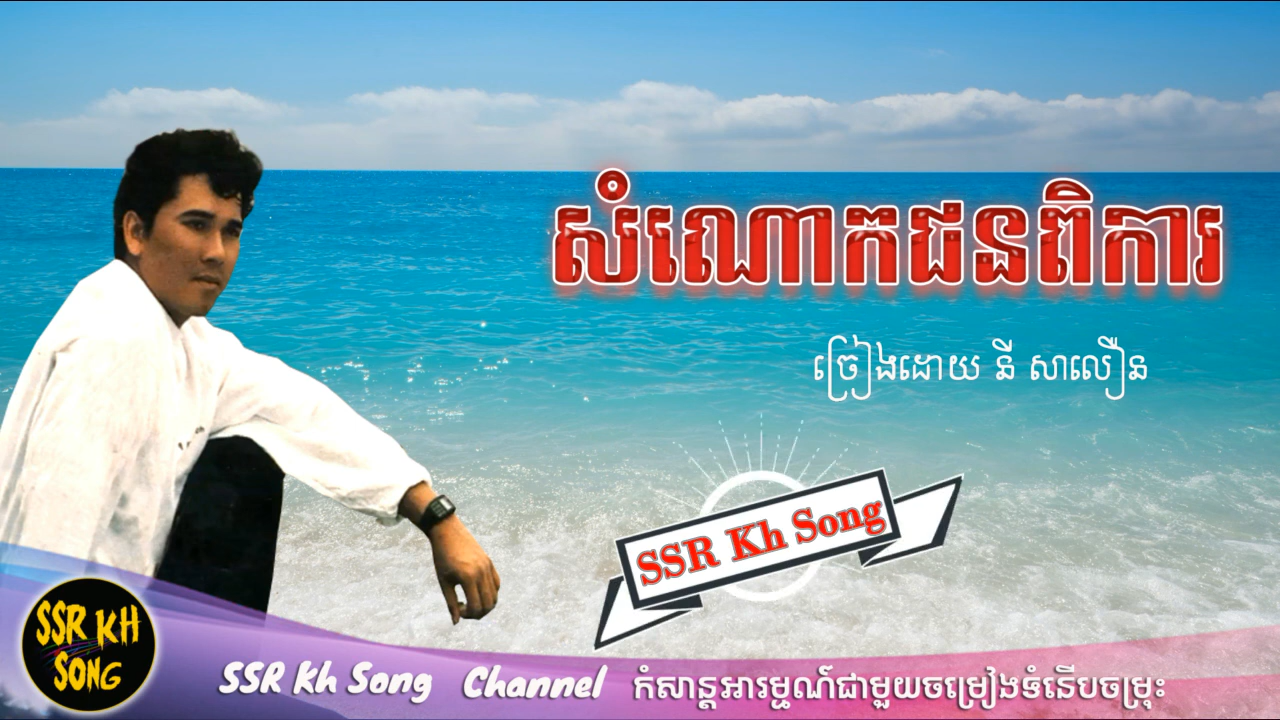 សំណោកជនពិការ
ច្រៀងដោយ នី សាលឿន
SSR Kh Song
SSR KH
SONG
SSR Kh Song Channel កំសាន្តអារម្មណ៍ជាមួយចម្រៀងទំនើបចម្រុះ